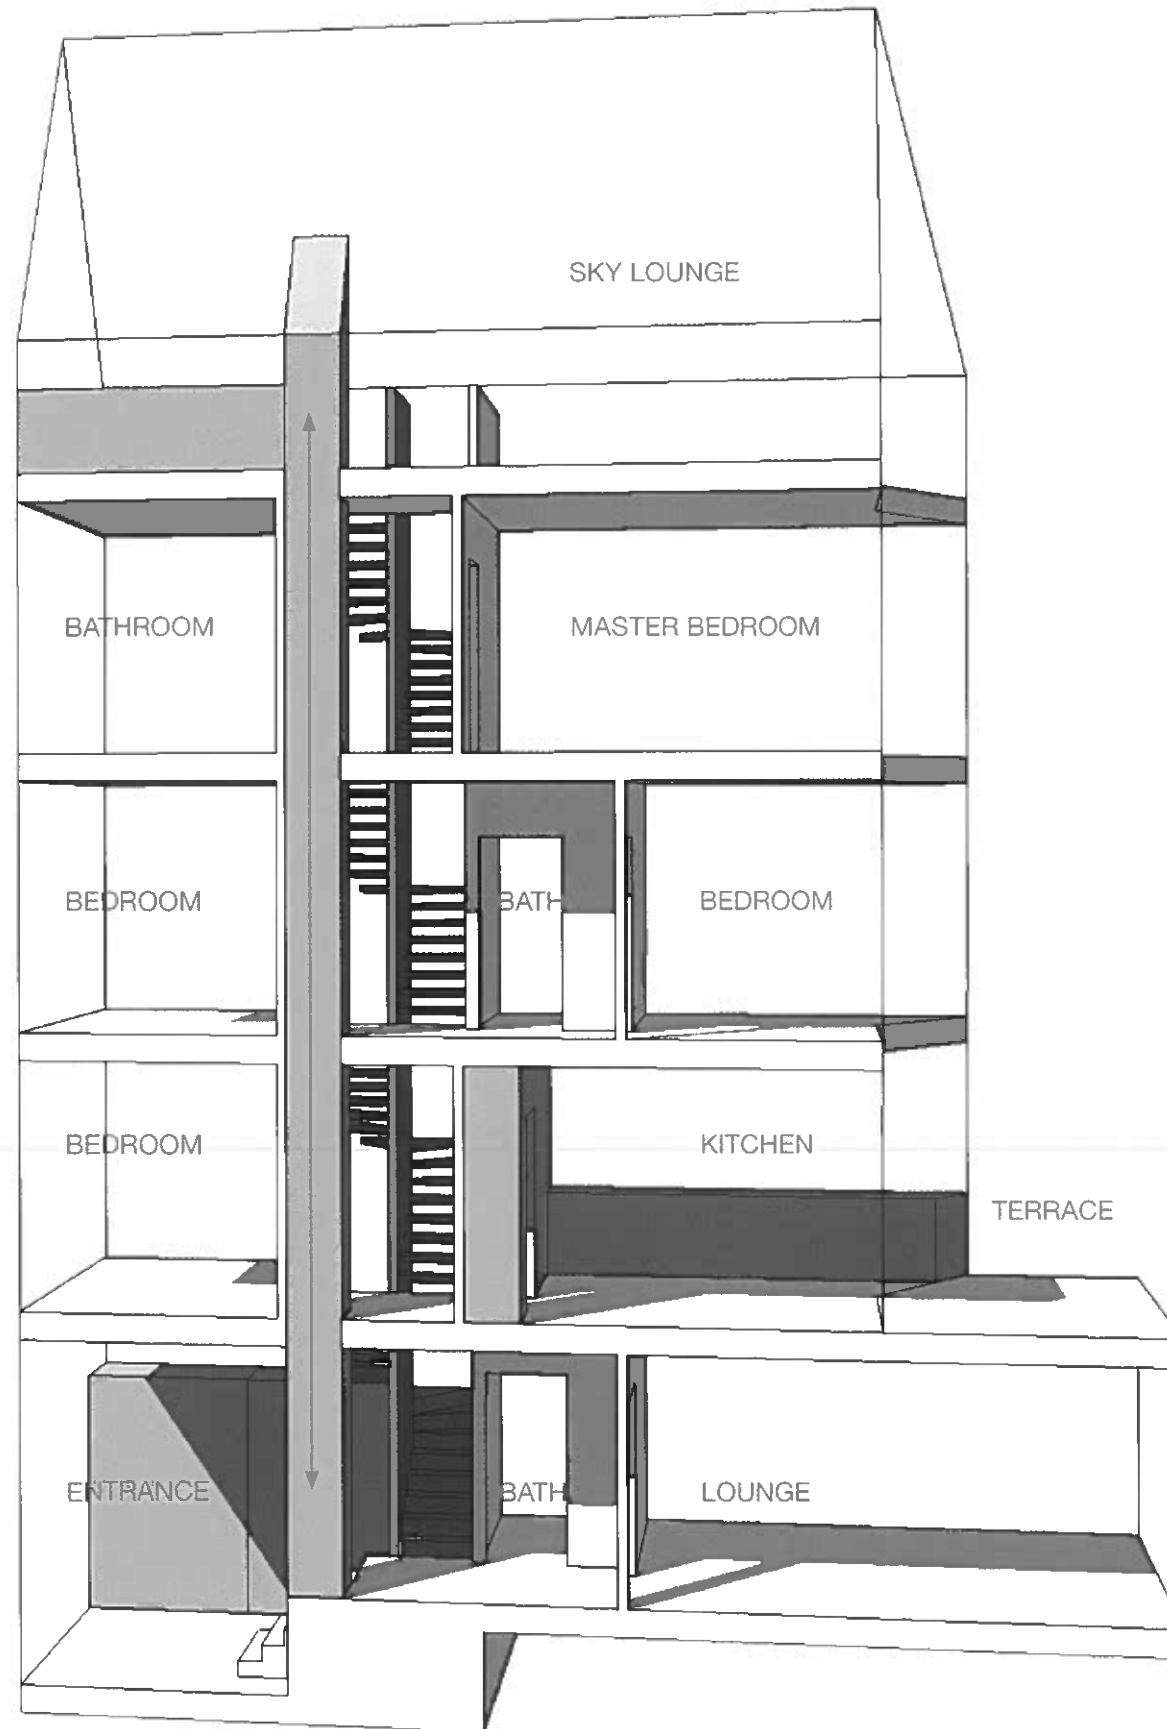 SKY LOUNGE
BATHROOM
MASTER BEDROOM
BEDROOM
BATH
BEDROOM
BEDROOM
KITCHEN
TERRACE
ENTRANCE
BATH
LOUNGE